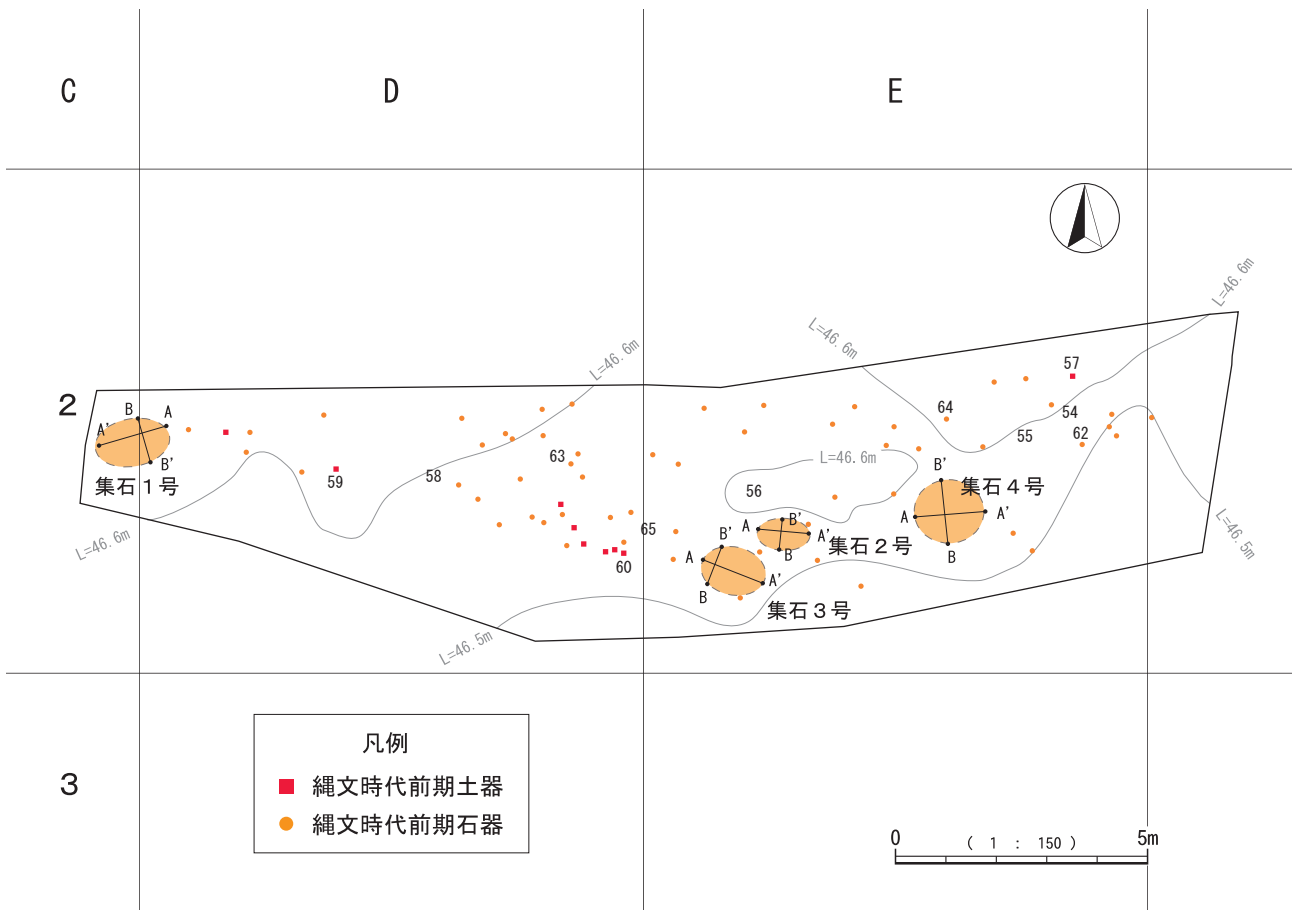 C
D
E
L=46.6m
L=46.6m
L=46.6m
57
2
B
A
A'
B'
集石１号
64
54
55
62
63
58
59
L=46.6m
56
B'
集石４号
A
A'
B
65
60
B'
A
A'
B
集石２号
B'
A
A'
B
集石３号
L=46.6m
L=46.5m
L=46.5m
3
凡例
縄文時代前期土器
縄文時代前期石器
0
( 1 : 150 )
5m